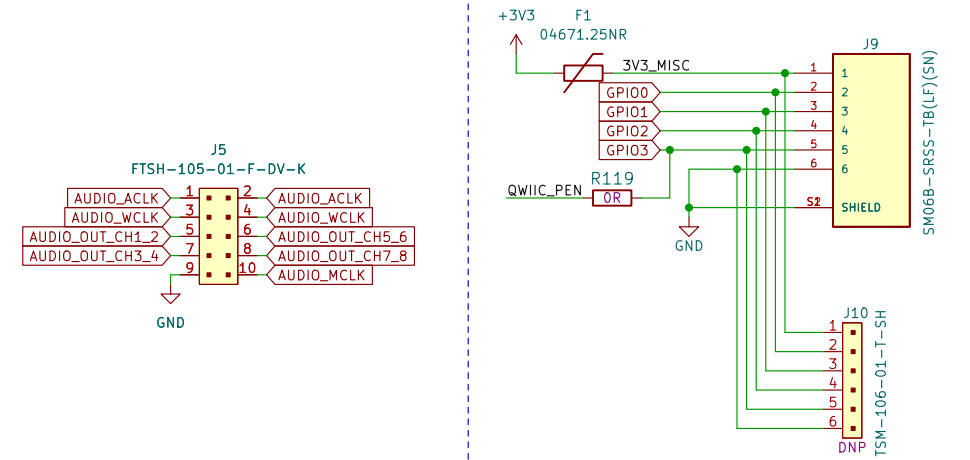 J5
FTSH-105-01-F-DV-K
AUDIO_ACLK 1 2 AUDIO_ACLK
AUDIO_WCLK 3 4 AUDIO_WCLK
AUDIO_OUT_CH1_2 5 6 AUDIO_OUT_CH5_6
AUDIO_OUT_CH3_4 7 8 AUDIO_OUT_CH7_8
9 10 AUDIO_MCLK
GND
+3V3
F1
04671.25NR
3V3_MISC
GPIO0
GPIO1
GPIO2
GPIO3
QWIIC_PEN
R119
0R
GND
J9
1 1
2 2
3 3
4 4
5 5
6 6
SHIELD
SM06B-SRSS-TB(LF)(SN)
J10
1
2
3
4
5
6
DNP
TSM-106-01-T-SH